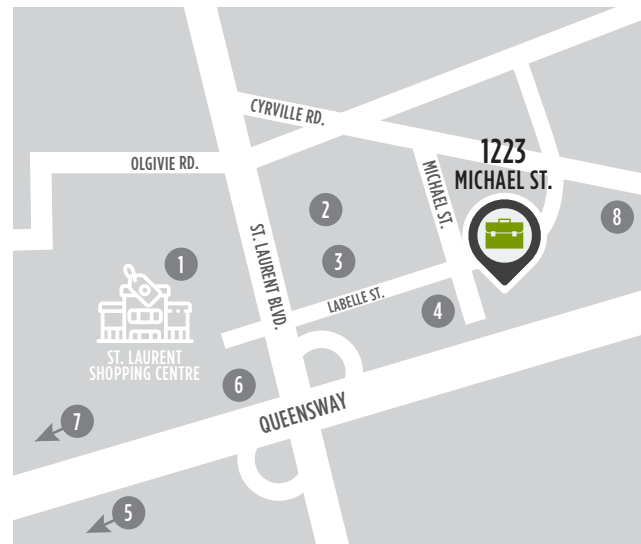 CYRVILLE RD.
1223
MICHAEL ST.
OLGIVIE RD.
MICHAEL ST.
2
8
1
ST. LAURENT BLVD.
3
LABELLE ST.
4
ST. LAURENT
SHOPPING CENTRE
6
QUEENSWAY
7
5